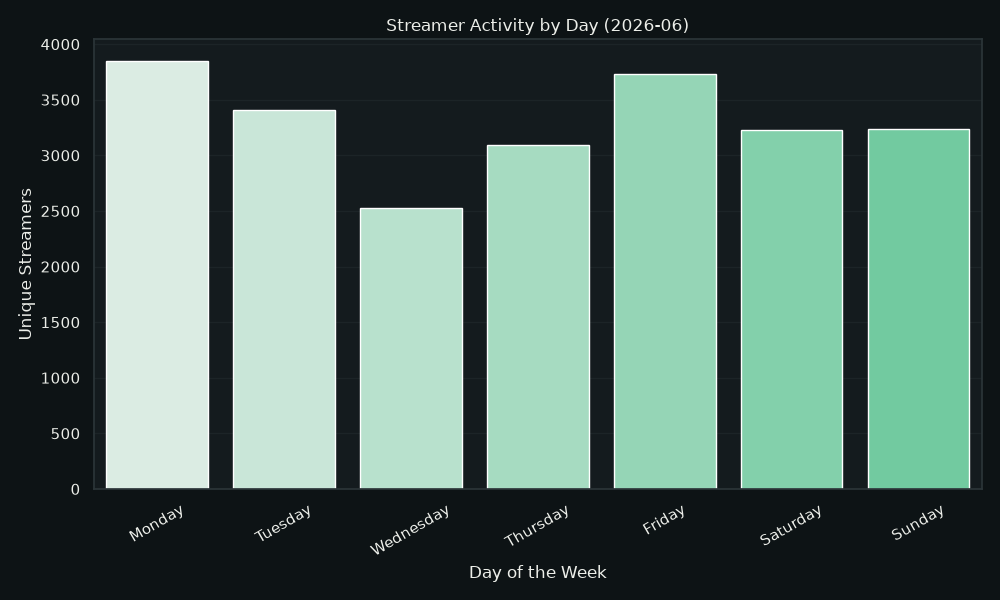 Streamer Activity by Day (2026-06)
4000
3500
3000
2500
2000
1500
1000
500
0
Unique Streamers
Monday
Tuesday
Wednesday
Thursday
Friday
Saturday
Sunday
Day of the Week